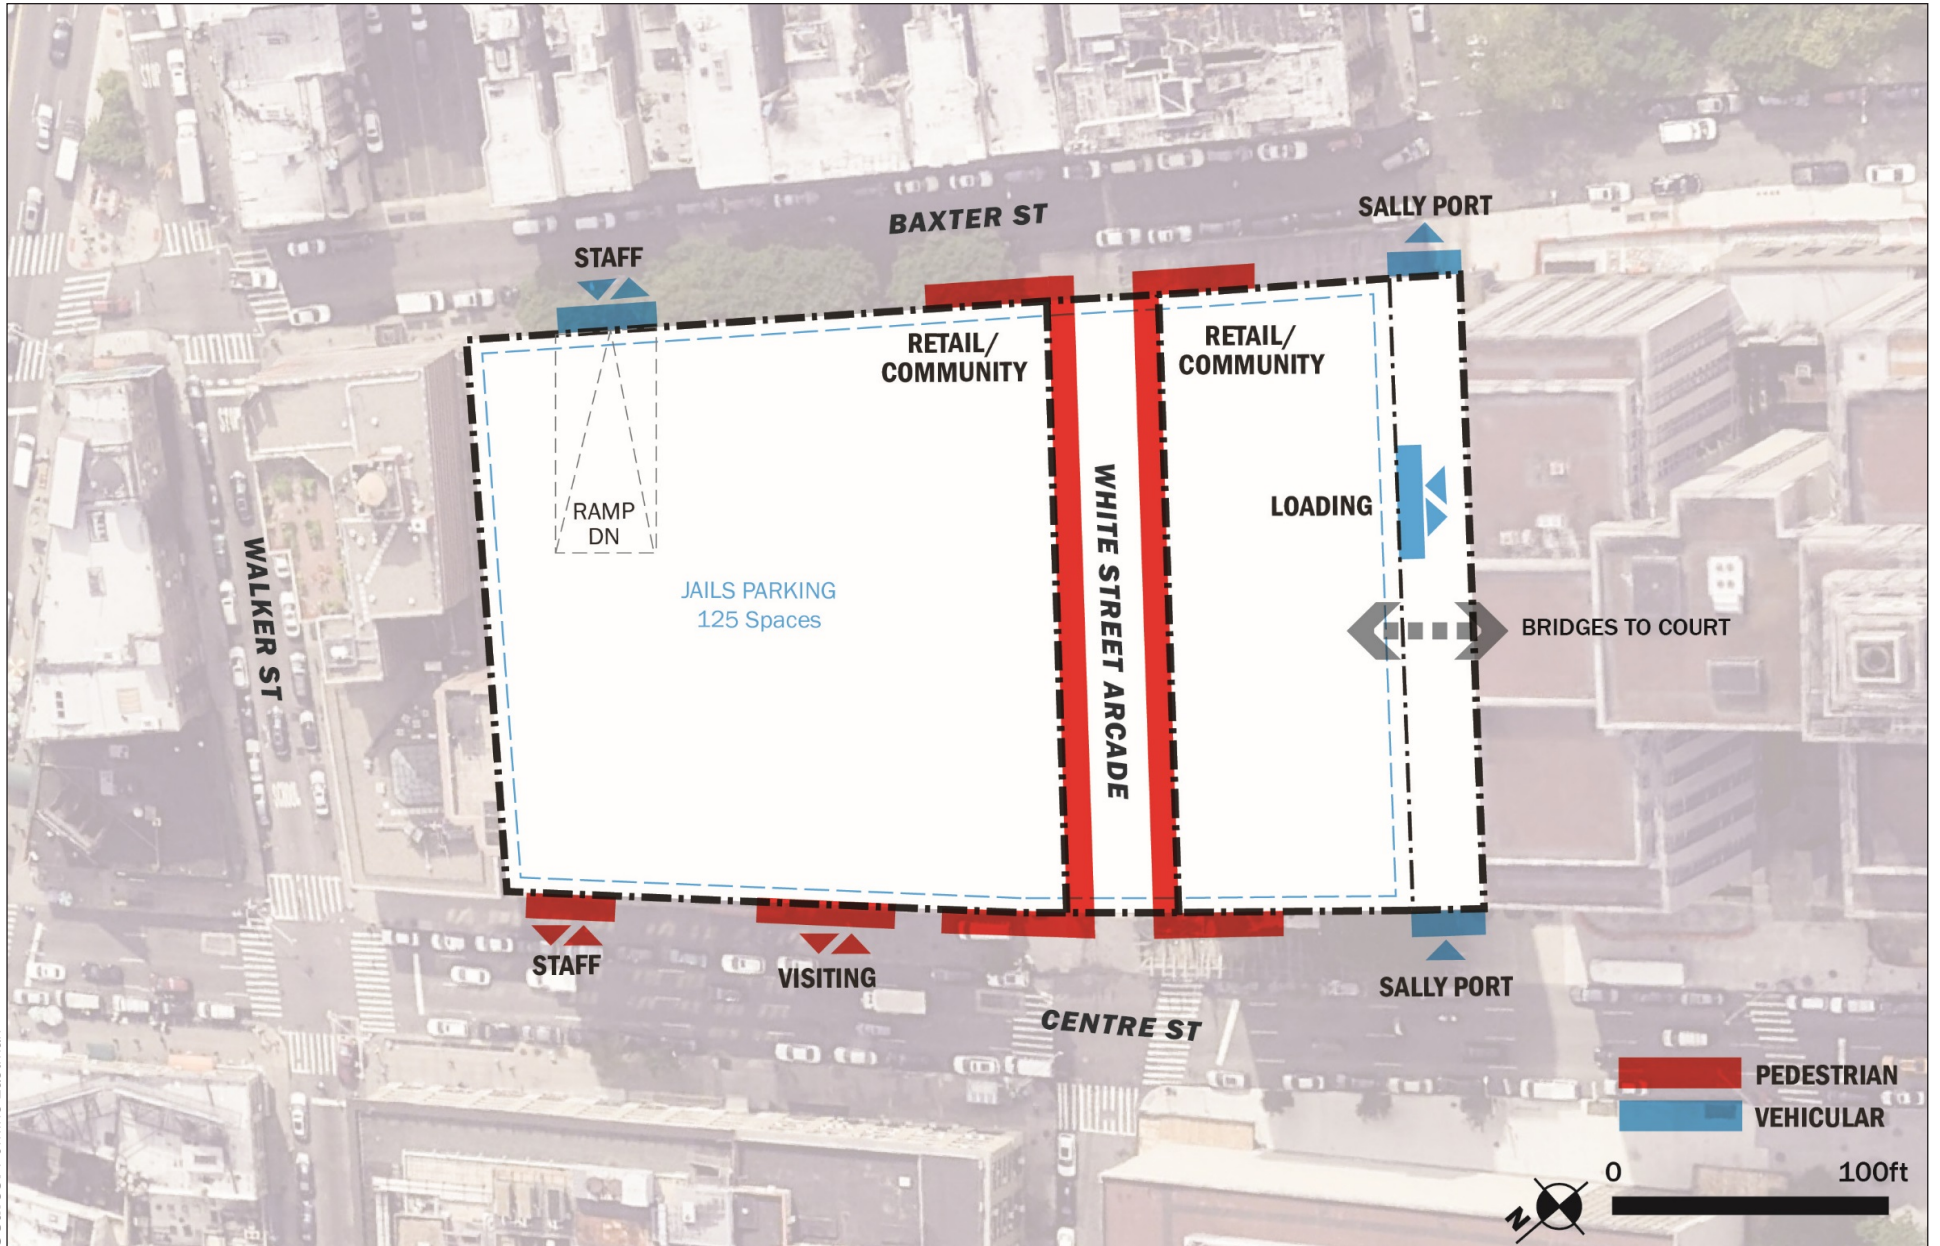 BAXTER ST
SALLY PORT
STAFF
RETAIL/
COMMUNITY
RETAIL/
COMMUNITY
RAMP
DN
LOADING
WHITE STREET ARCADE
WALKER ST
JAILS PARKING
125 Spaces
BRIDGES TO COURT
STAFF
VISITING
SALLY PORT
CENTRE ST
PEDESTRIAN
VEHICULAR
0 100ft
N